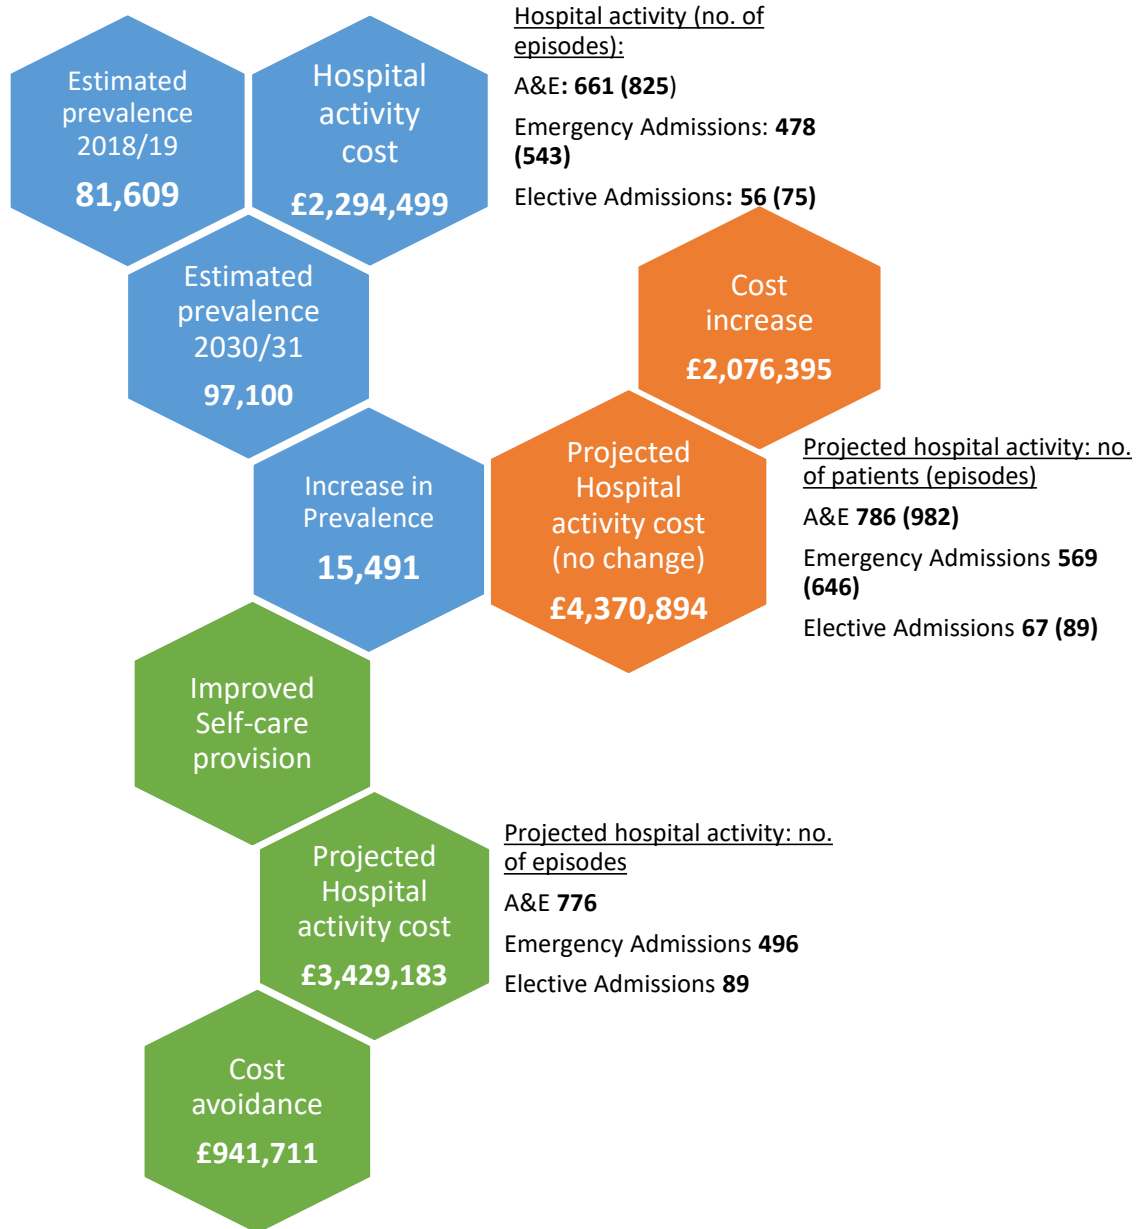 Estimated
prevalence
2018/19
81,609
Hospital
activity
cost
£2,294,499
Hospital activity (no. of
episodes):
A&E: 661 (825)
Emergency Admissions: 478
(543)
Elective Admissions: 56 (75)
Estimated
prevalence
2030/31
97,100
Cost
increase
£2,076,395
Increase in
Prevalence
15,491
Projected
Hospital
activity cost
(no change)
£4,370,894
Projected hospital activity: no.
of patients (episodes)
A&E 786 (982)
Emergency Admissions 569
(646)
Elective Admissions 67 (89)
Improved
Self-care
provision
Projected
Hospital
activity cost
£3,429,183
Projected hospital activity: no.
of episodes
A&E 776
Emergency Admissions 496
Elective Admissions 89
Cost
avoidance
£941,711